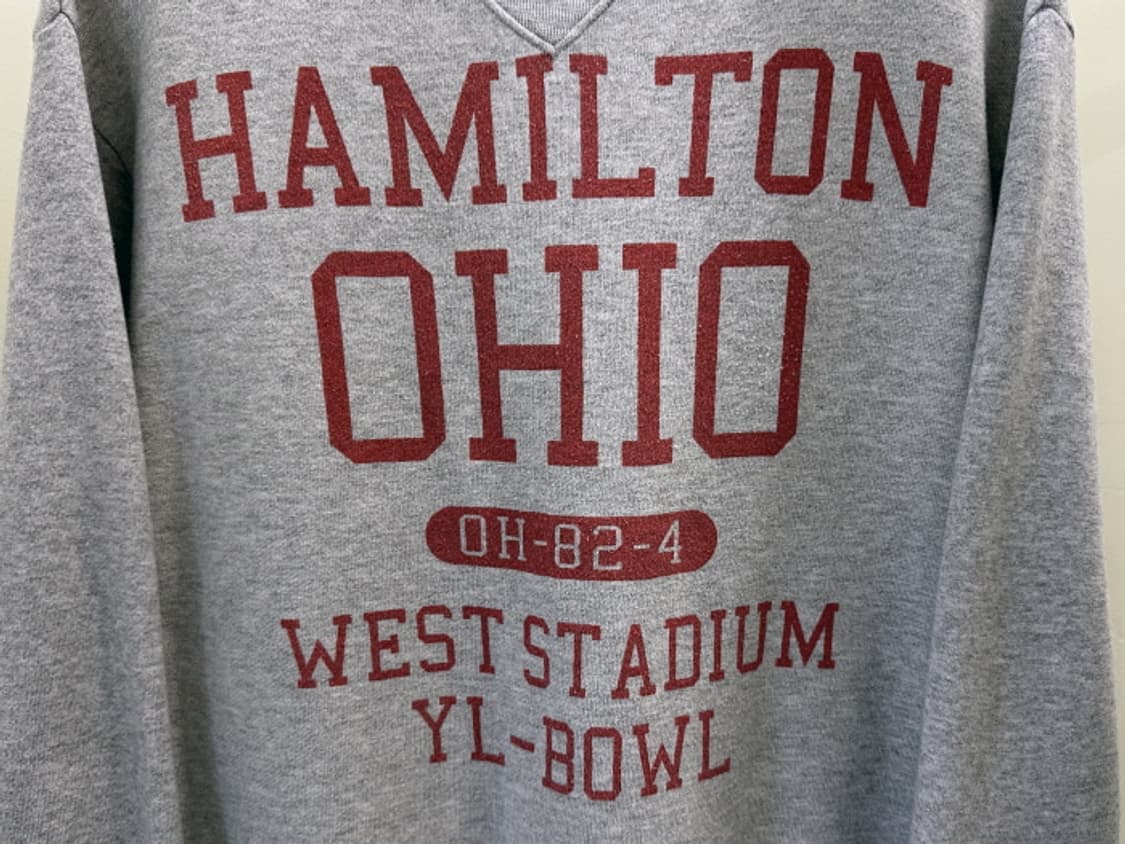 HAMILTON
OHIO
OH-82-4
WEST STADIUM
YL-BOWL